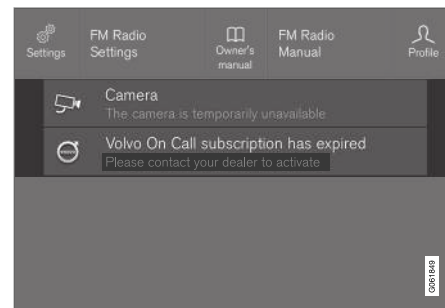 Settings
FM Radio
Settings
Owner's
manual
FM Radio
Manual
Profile
Camera
The camera is temporarily unavailable
VOLVO
Volvo On Call subscription has expired
Please contact your dealer to activate
G061849